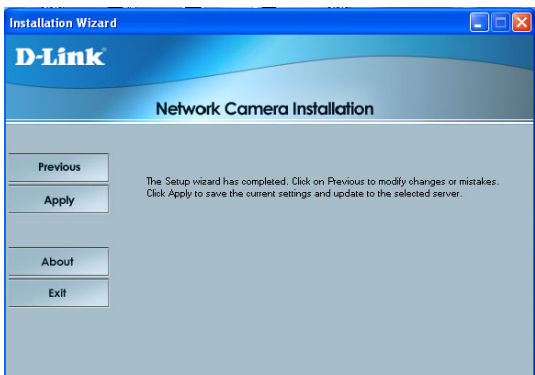 Installation Wizard
D-Link
Network Camera Installation
Previous
Apply
The Setup wizard has completed. Click on Previous to modify changes or mistakes.
Click Apply to save the current settings and update to the selected server.
About
Exit